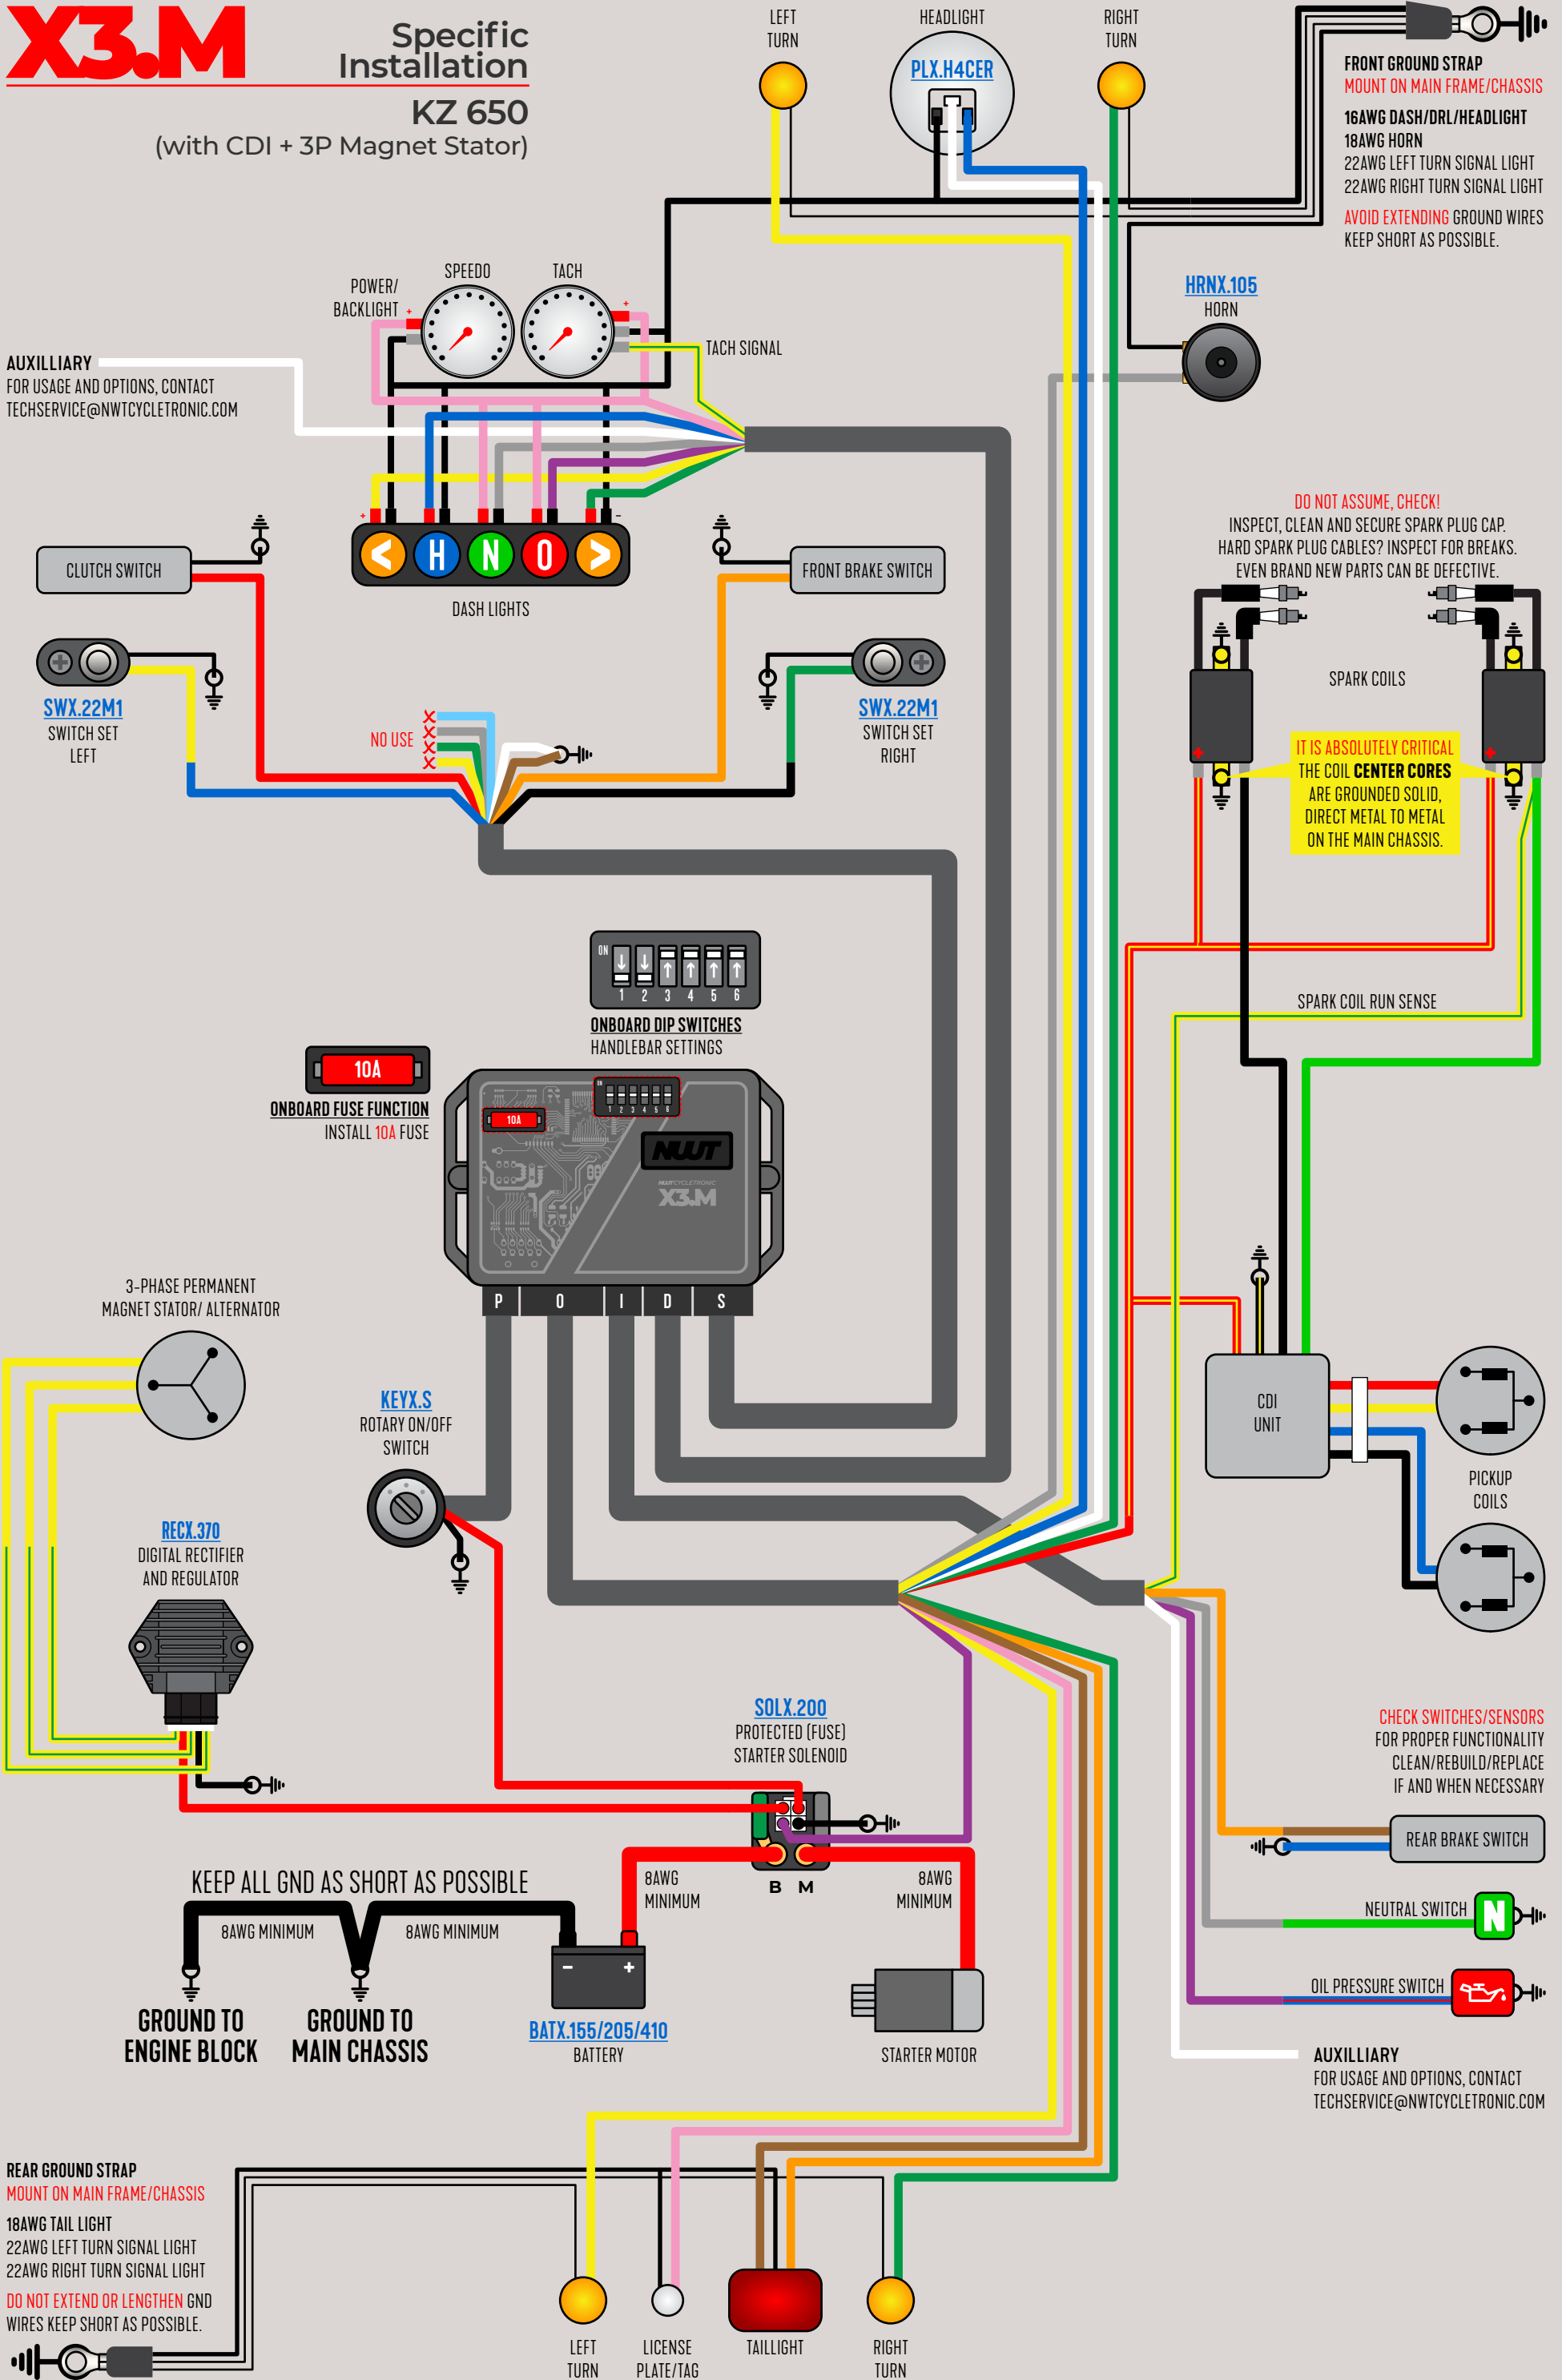 X3.M
Specific
Installation
KZ 650
(with CDI + 3P Magnet Stator)
LEFT
TURN
HEADLIGHT
PLX.H4CER
RIGHT
TURN
FRONT GROUND STRAP
MOUNT ON MAIN FRAME/CHASSIS
16AWG DASH/DRL/HEADLIGHT
18AWG HORN
22AWG LEFT TURN SIGNAL LIGHT
22AWG RIGHT TURN SIGNAL LIGHT
AVOID EXTENDING GROUND WIRES
KEEP SHORT AS POSSIBLE.
SPEEDO
TACH
POWER/
BACKLIGHT
+
+
TACH SIGNAL
HRNX.105
HORN
AUXILLIARY
FOR USAGE AND OPTIONS, CONTACT
TECHSERVICE@NWTCYCLETRONIC.COM
+
-
< H N O >
DASH LIGHTS
CLUTCH SWITCH
FRONT BRAKE SWITCH
DO NOT ASSUME, CHECK!
INSPECT, CLEAN AND SECURE SPARK PLUG CAP.
HARD SPARK PLUG CABLES? INSPECT FOR BREAKS.
EVEN BRAND NEW PARTS CAN BE DEFECTIVE.
SWX.22M1
SWITCH SET
LEFT
SWX.22M1
SWITCH SET
RIGHT
NO USE
X
X
X
X
SPARK COILS
+
+
IT IS ABSOLUTELY CRITICAL
THE COIL CENTER CORES
ARE GROUNDED SOLID,
DIRECT METAL TO METAL
ON THE MAIN CHASSIS.
ON
1 2 3 4 5 6
ONBOARD DIP SWITCHES
HANDLEBAR SETTINGS
SPARK COIL RUN SENSE
10A
ONBOARD FUSE FUNCTION
INSTALL 10A FUSE
ON
1 2 3 4 5 6
10A
NWT
NWTCYCLETRONIC
X3.M
P O I D S
3-PHASE PERMANENT
MAGNET STATOR/ ALTERNATOR
KEYX.S
ROTARY ON/OFF
SWITCH
CDI
UNIT
PICKUP
COILS
RECX.370
DIGITAL RECTIFIER
AND REGULATOR
SOLX.200
PROTECTED (FUSE)
STARTER SOLENOID
CHECK SWITCHES/SENSORS
FOR PROPER FUNCTIONALITY
CLEAN/REBUILD/REPLACE
IF AND WHEN NECESSARY
REAR BRAKE SWITCH
B M
KEEP ALL GND AS SHORT AS POSSIBLE
8AWG MINIMUM
8AWG MINIMUM
8AWG
MINIMUM
8AWG
MINIMUM
NEUTRAL SWITCH
N
- +
OIL PRESSURE SWITCH
GROUND TO
ENGINE BLOCK
GROUND TO
MAIN CHASSIS
BATX.155/205/410
BATTERY
STARTER MOTOR
AUXILLIARY
FOR USAGE AND OPTIONS, CONTACT
TECHSERVICE@NWTCYCLETRONIC.COM
REAR GROUND STRAP
MOUNT ON MAIN FRAME/CHASSIS
18AWG TAIL LIGHT
22AWG LEFT TURN SIGNAL LIGHT
22AWG RIGHT TURN SIGNAL LIGHT
DO NOT EXTEND OR LENGTHEN GND
WIRES KEEP SHORT AS POSSIBLE.
LEFT
TURN
LICENSE
PLATE/TAG
TAILLIGHT
RIGHT
TURN